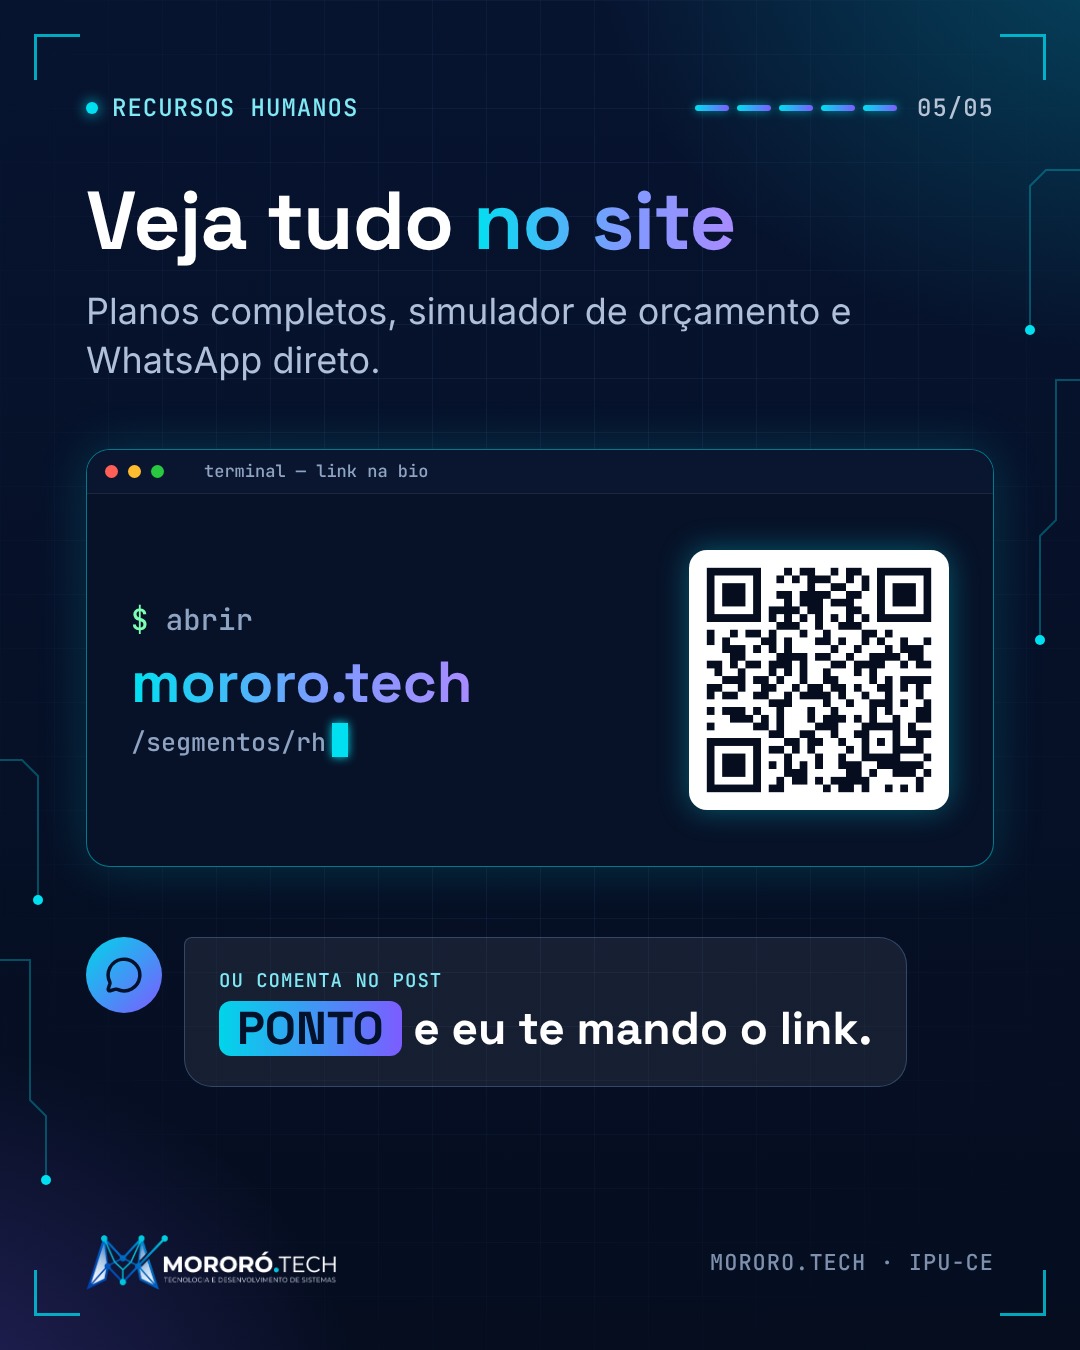 RECURSOS HUMANOS
05/05
Veja tudo no site
Planos completos, simulador de orçamento e
WhatsApp direto.
terminal — link na bio
$ abrir
mororo.tech
/segmentos/rh
OU COMENTA NO POST
PONTO e eu te mando o link.
MORORÓ.TECH
TECNOLOGIA E DESENVOLVIMENTO DE SISTEMAS
MORORO.TECH · IPU-CE